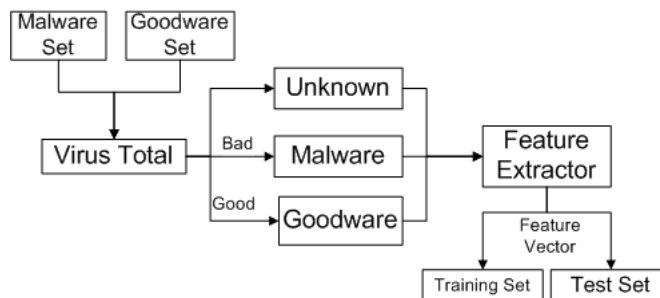 Malware
Set
Goodware
Set
Unknown
Virus Total
Bad
Malware
Good
Goodware
Feature
Extractor
Feature
Vector
Training Set
Test Set